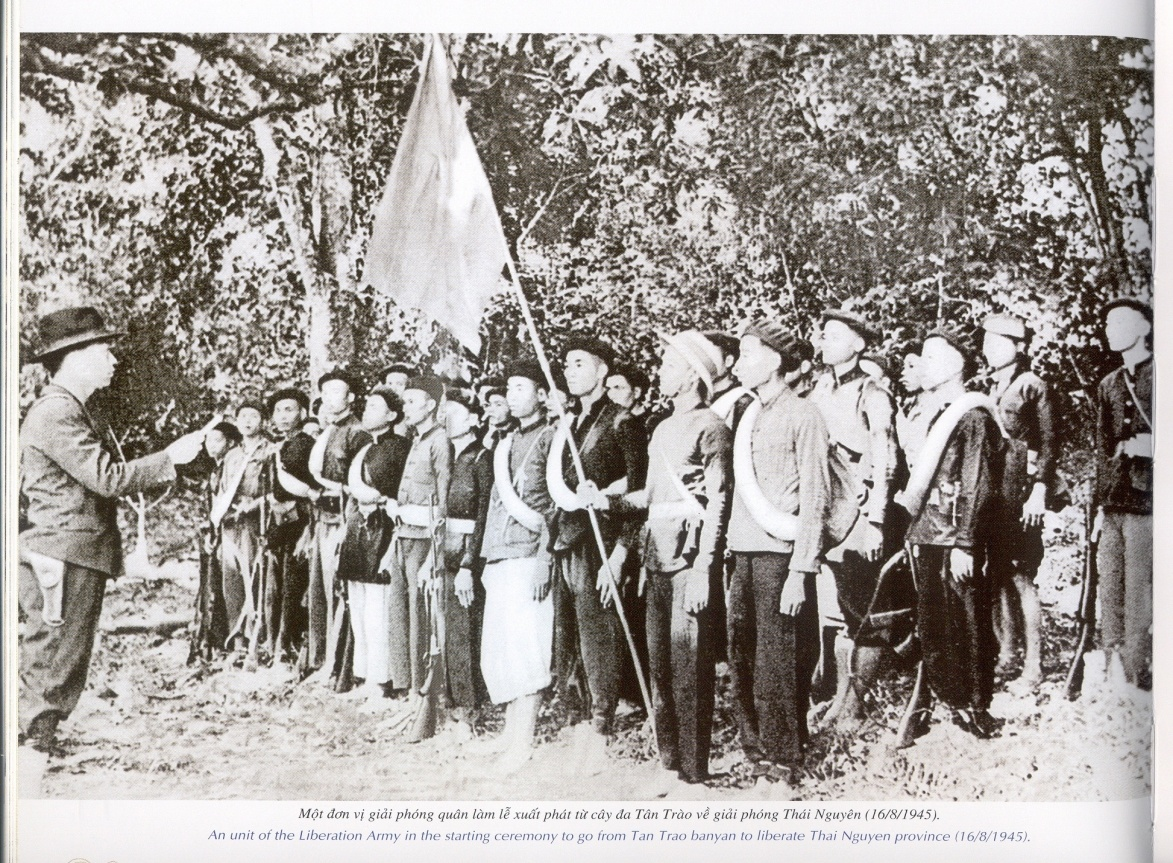 Một đơn vị giải phóng quân làm lễ xuất phát từ cây đa Tân Trào về giải phóng Thái Nguyên (16/8/1945).
An unit of the Liberation Army in the starting ceremony to go from Tan Trao banyan to liberate Thai Nguyen province (16/8/1945).